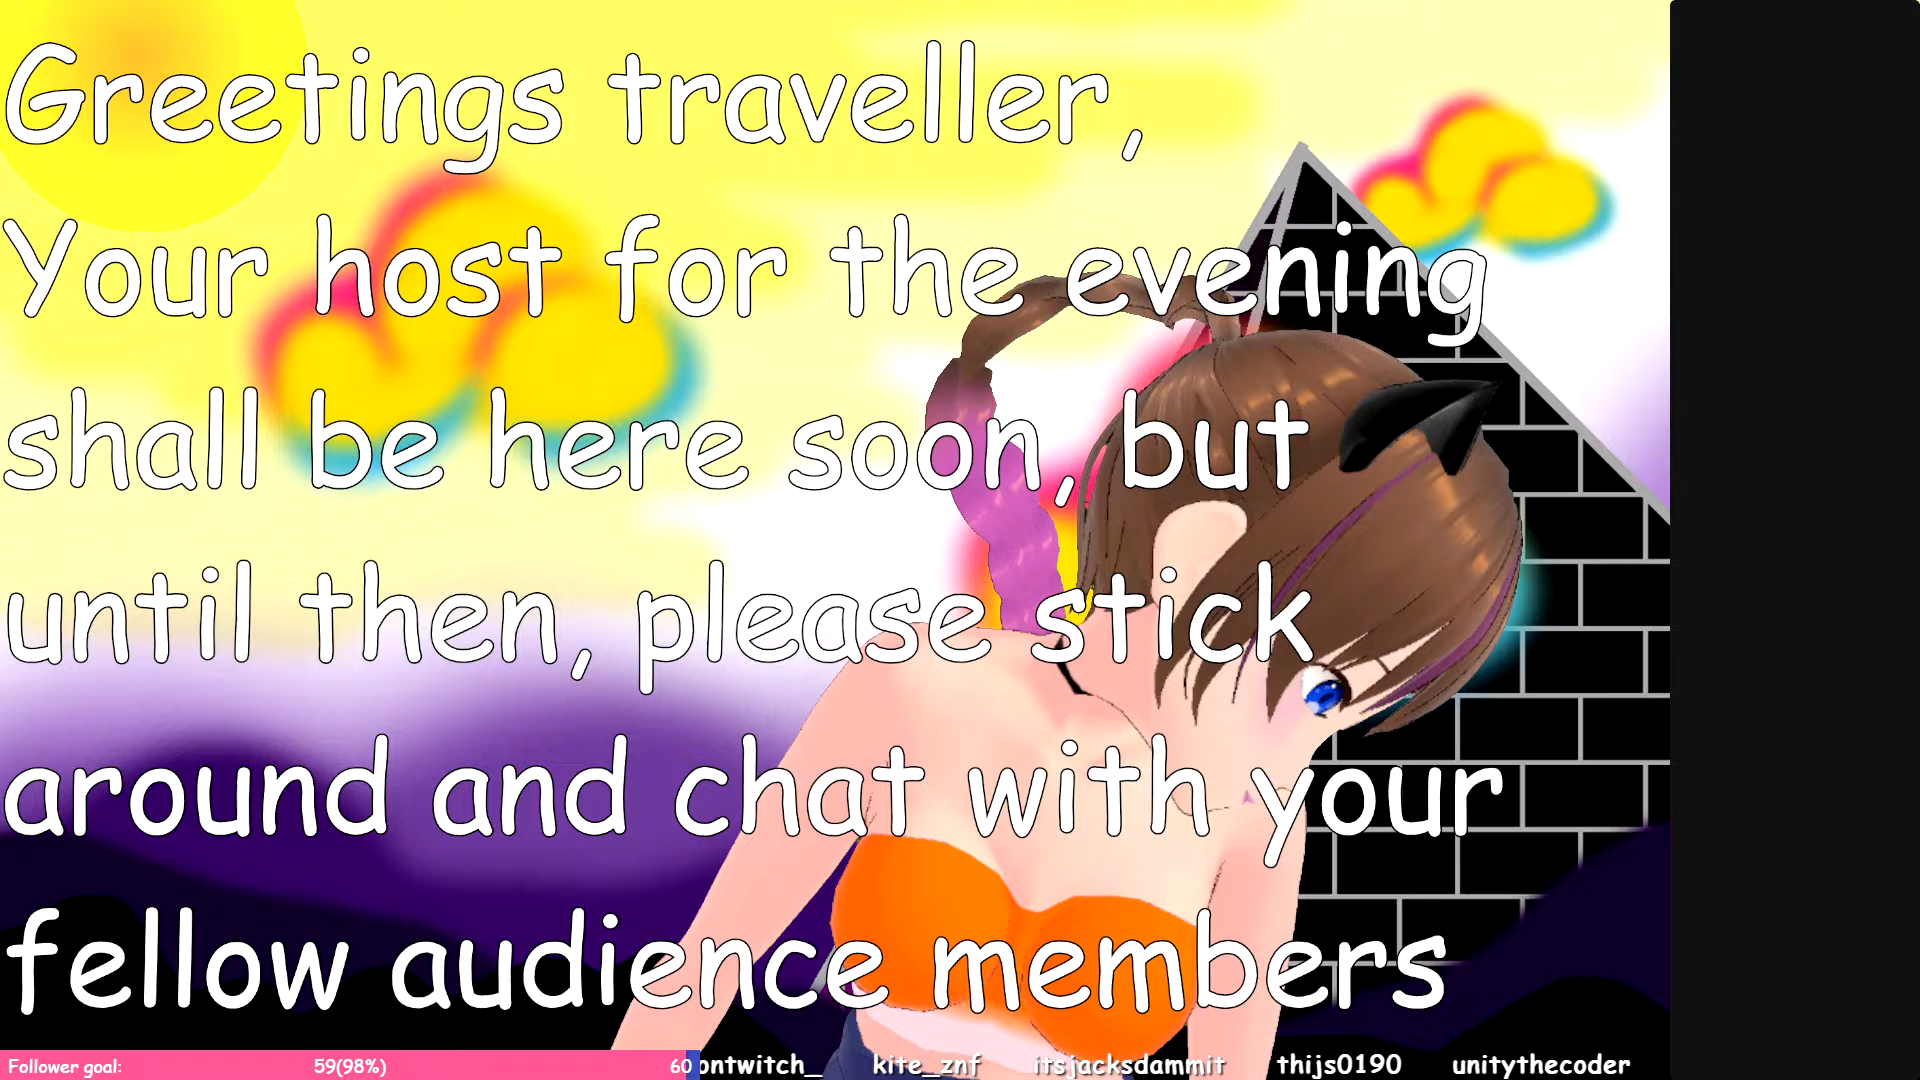 Greetings traveller,
Your host for the evening
shall be here soon, but
until then, please stick
around and chat with your
fellow audience members
Follower goal: 59(98%) 60 ontwitch_ kite_znf itsjacksdammit thijs0190 unitythecoder